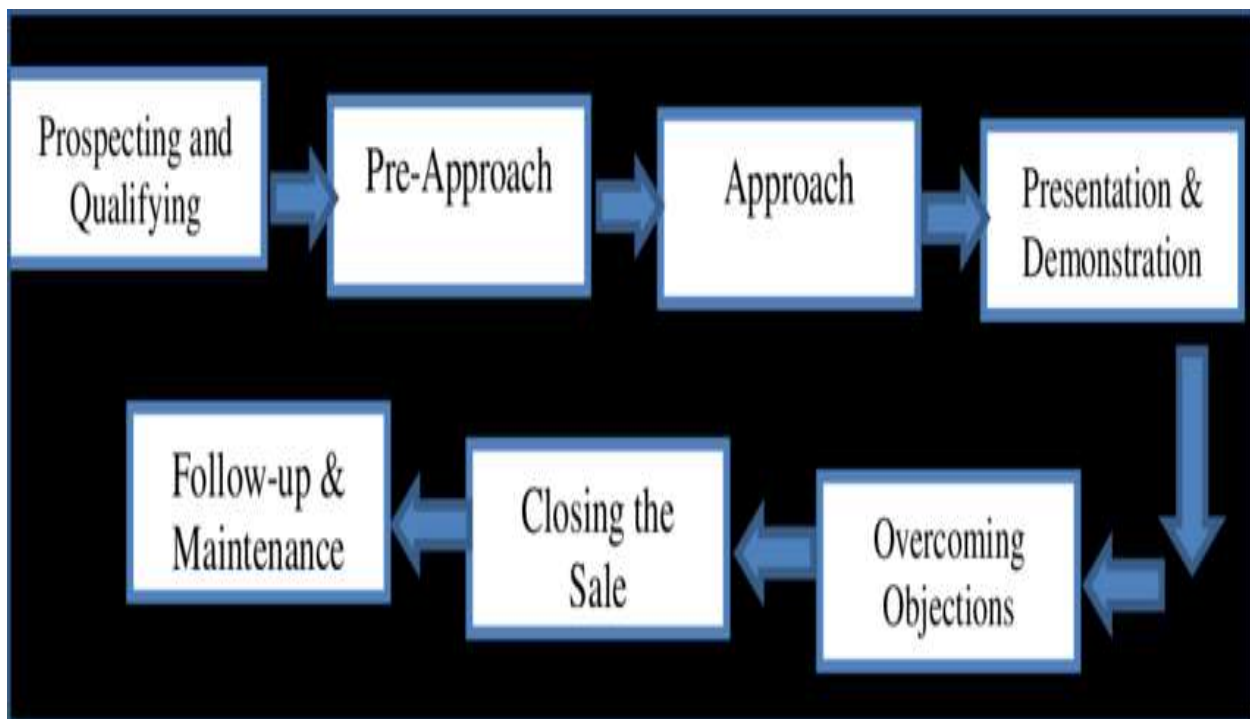 Prospecting and
Qualifying
Pre-Approach
Approach
Presentation &
Demonstration
Overcoming
Objections
Closing the
Sale
Follow-up &
Maintenance